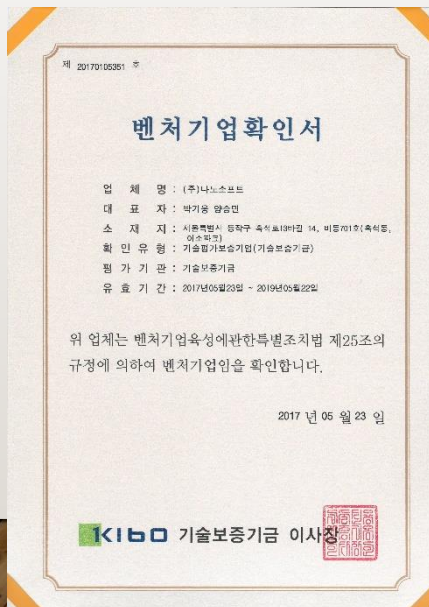 제 20170105351 호
벤처기업확인서
업 체 명 : (주)나노소프트
대 표 자 : 박기웅 양승민
소 재 지 : 서울특별시 동작구 흑석로13바길 14, 비동701호(흑석동,
확 인 유 형 : 기술평가보증기업(기술보증기금)
평 가 기 관 : 기술보증기금
유 효 기 간 : 2017년05월23일 ~ 2019년05월22일
위 업체는 벤처기업육성에관한특별조치법 제25조의
규정에 의하여 벤처기업임을 확인합니다.
2017 년 05 월 23 일
KIBO 기술보증기금 이사장